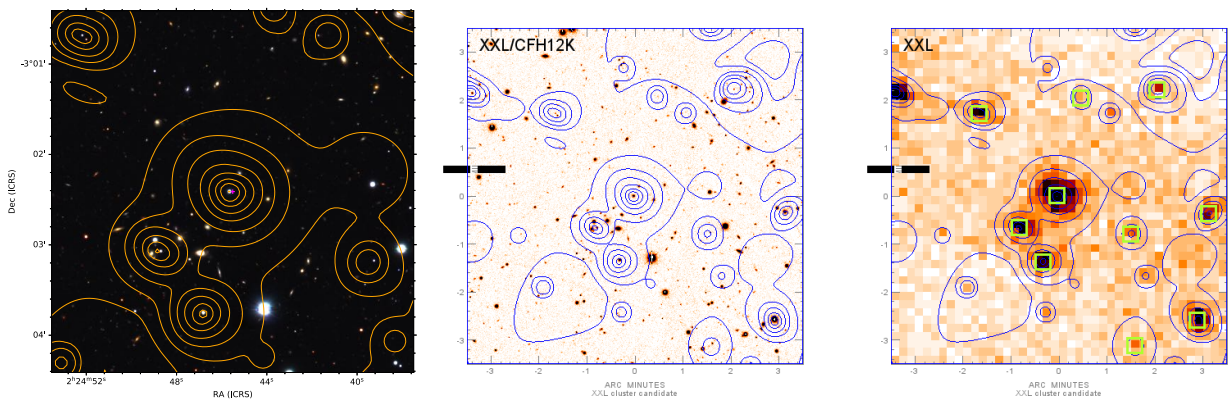 -3°01'
02'
03'
04'
Dec (ICRS)
2ʰ24ᵐ52ˢ 48ˢ 44ˢ 40ˢ
RA (ICRS)
XXL/CFH12K
3
2
1
0
1
2
3
-3 -2 -1 0 1 2 3
ARC MINUTES
XXL cluster candidate
XXL
3
2
1
0
1
2
3
-3 -2 -1 0 1 2 3
ARC MINUTES
XXL cluster candidate